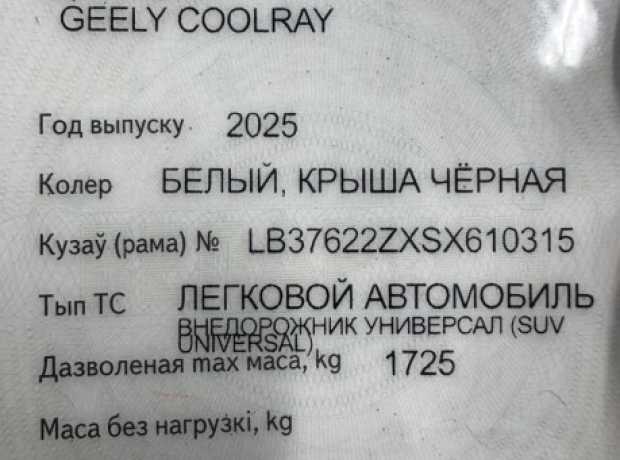 GEELY COOLRAY
Год выпуску 2025
Колер БЕЛЫЙ, КРЫША ЧЁРНАЯ
Кузаў (рама) № LB37622ZXSX610315
Тып ТС ЛЕГКОВОЙ АВТОМОБИЛЬ
ВНЕДОРОЖНИК УНИВЕРСАЛ (SUV
UNIVERSAL)
Дазволеная max маса, kg 1725
Маса без нагрузкі, kg